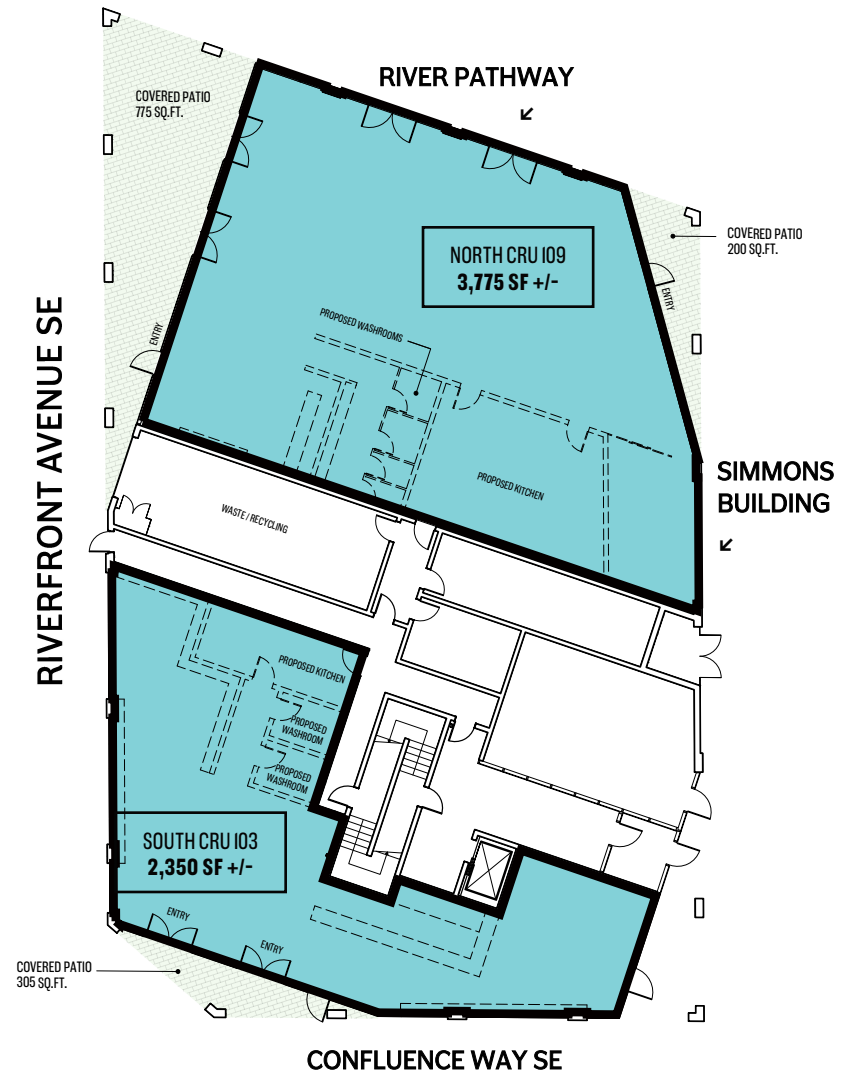 RIVER PATHWAY
COVERED PATIO
775 SQ.FT.
COVERED PATIO
200 SQ.FT.
NORTH CRU 109
3,775 SF +/-
ENTRY
PROPOSED WASHROOMS
ENTRY
RIVERFRONT AVENUE SE
PROPOSED KITCHEN
SIMMONS
BUILDING
WASTE / RECYCLING
PROPOSED KITCHEN
PROPOSED
WASHROOM
PROPOSED
WASHROOM
SOUTH CRU 103
2,350 SF +/-
ENTRY
ENTRY
COVERED PATIO
305 SQ.FT.
CONFLUENCE WAY SE